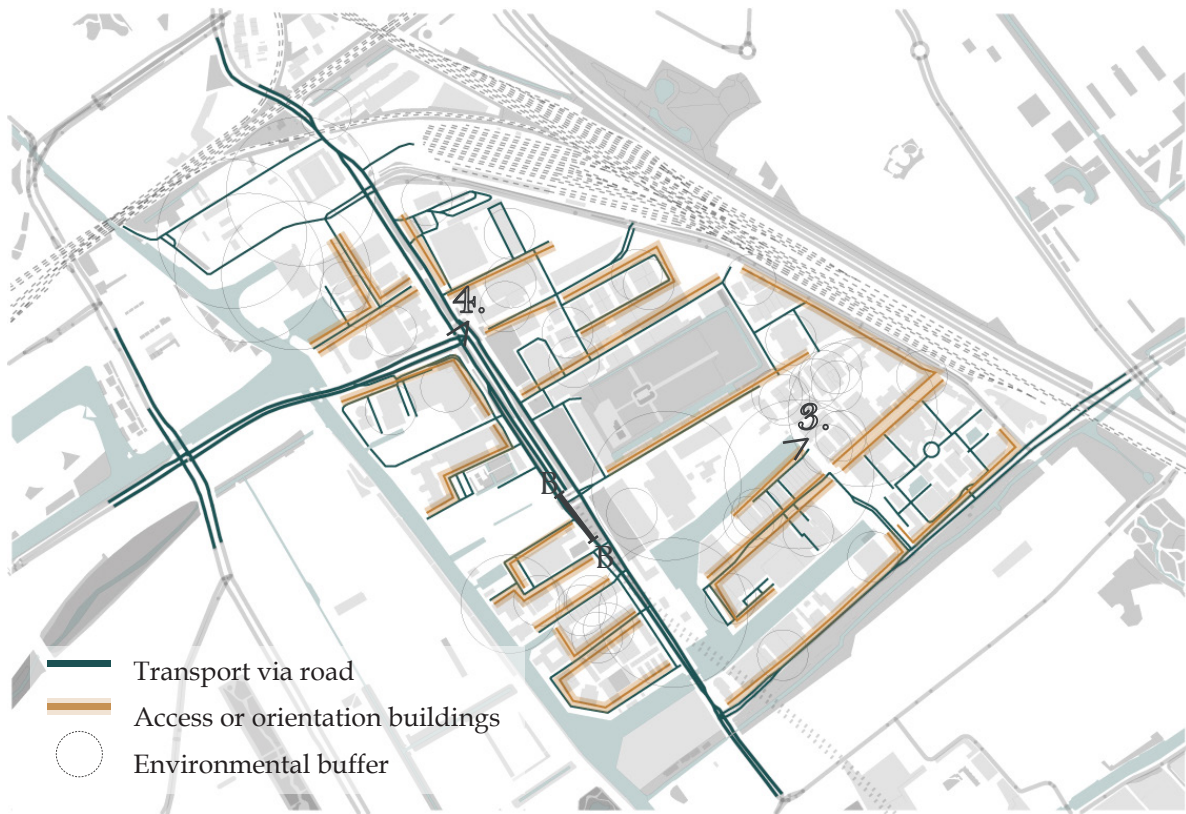 4.
3.
B
B
Transport via road
Access or orientation buildings
Environmental buffer